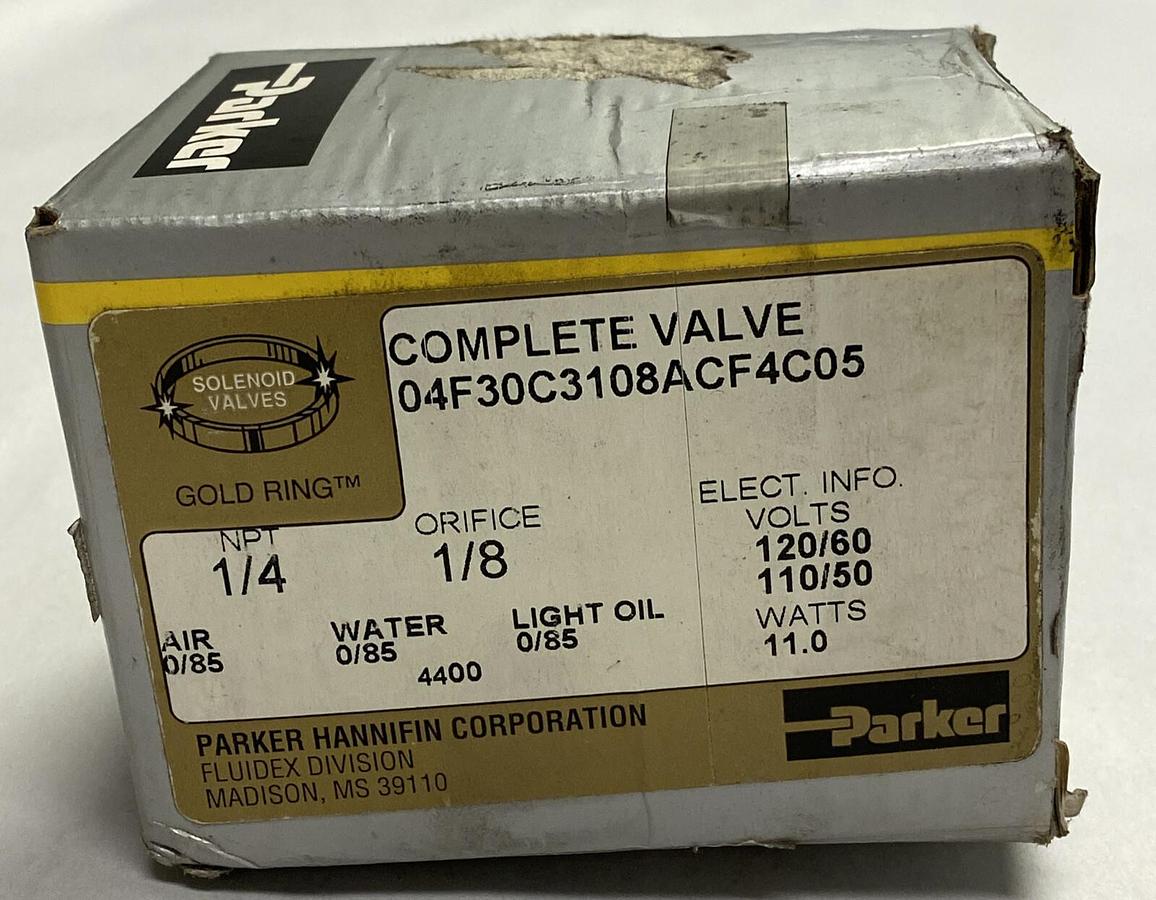 Parker
COMPLETE VALVE
04F30C3108ACF4C05
SOLENOID
VALVES
GOLD RING™
NPT
1/4
ORIFICE
1/8
ELECT. INFO.
VOLTS
120/60
110/50
WATTS
11.0
AIR
0/85
WATER
0/85
LIGHT OIL
0/85
4400
PARKER HANNIFIN CORPORATION
FLUIDEX DIVISION
MADISON, MS 39110
Parker